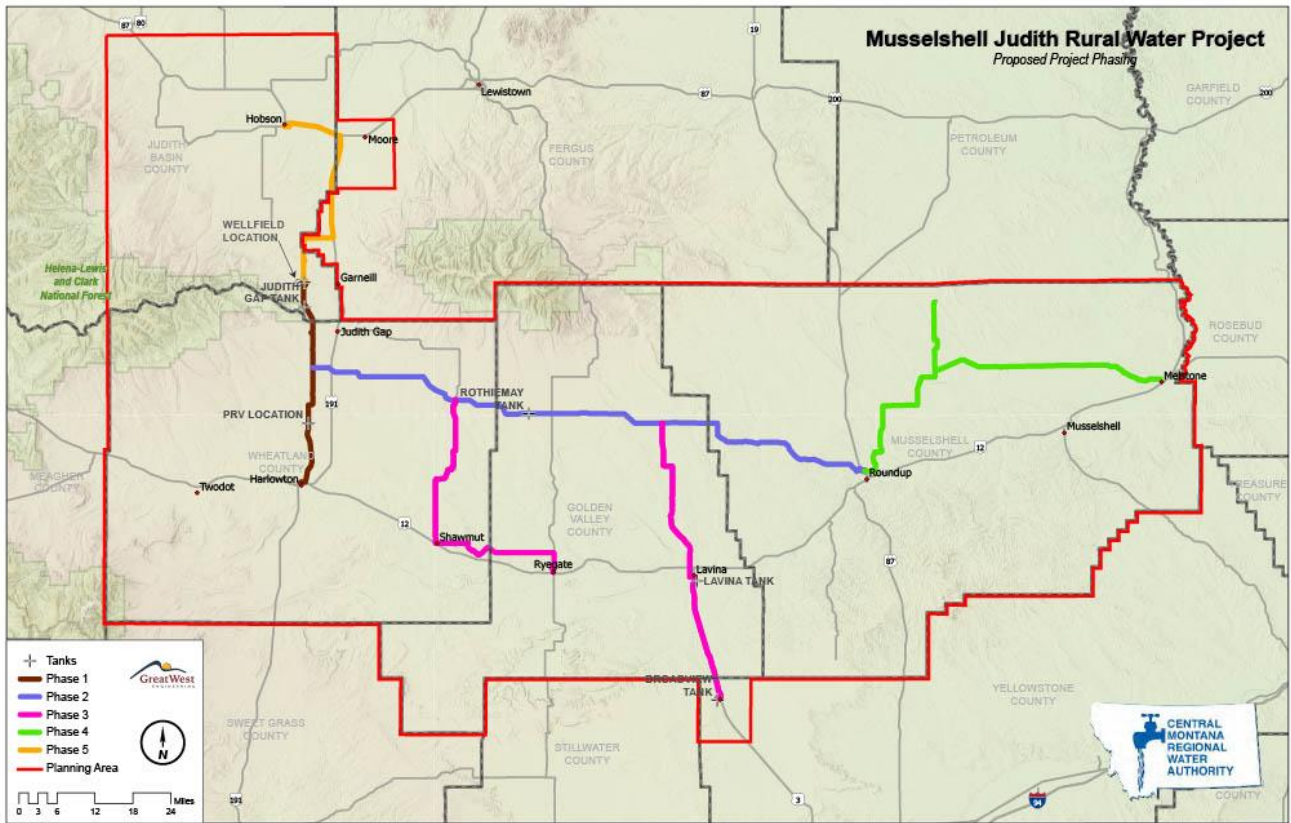 Musselshell Judith Rural Water Project
Proposed Project Phasing
87
80
19
Lewistown
87
200
200
GARFIELD
COUNTY
Hobson
Moore
JUDITH
BASIN
COUNTY
FERGUS
COUNTY
PETROLEUM
COUNTY
WELLFIELD
LOCATION
Helena-Lewis
and Clark
National Forest
JUDITH
GAP TANK
Garneill
Judith Gap
ROSEBUD
COUNTY
191
ROTHIEMAY
TANK
Melstone
PRV LOCATION
Musselshell
MUSSELSHELL
COUNTY
12
WHEATLAND
COUNTY
MEAGHER
COUNTY
Harlowton
Twodot
Roundup
TREASURE
COUNTY
GOLDEN
VALLEY
COUNTY
12
Shawmut
Ryegate
87
Lavina
LAVINA TANK
BROADVIEW
TANK
YELLOWSTONE
COUNTY
SWEET GRASS
COUNTY
STILLWATER
COUNTY
191
3
94
COUNTY
Tanks
Phase 1
Phase 2
Phase 3
Phase 4
Phase 5
Planning Area
GreatWest
ENGINEERING
N
0 3 6 12 18 24 Miles
CENTRAL
MONTANA
REGIONAL
WATER
AUTHORITY